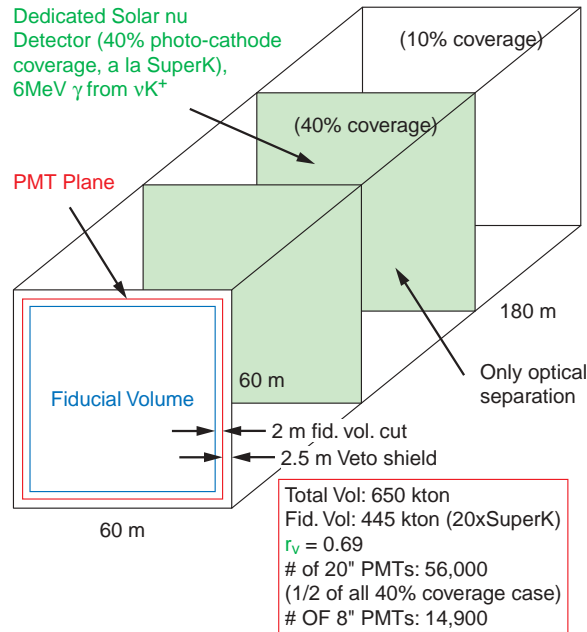 Dedicated Solar nu
Detector (40% photo-cathode
coverage, a la SuperK),
6MeV γ from νK+
(10% coverage)
(40% coverage)
PMT Plane
180 m
Only optical
separation
60 m
Fiducial Volume
2 m fid. vol. cut
2.5 m Veto shield
60 m
Total Vol: 650 kton
Fid. Vol: 445 kton (20xSuperK)
rv = 0.69
# of 20" PMTs: 56,000
(1/2 of all 40% coverage case)
# OF 8" PMTs: 14,900